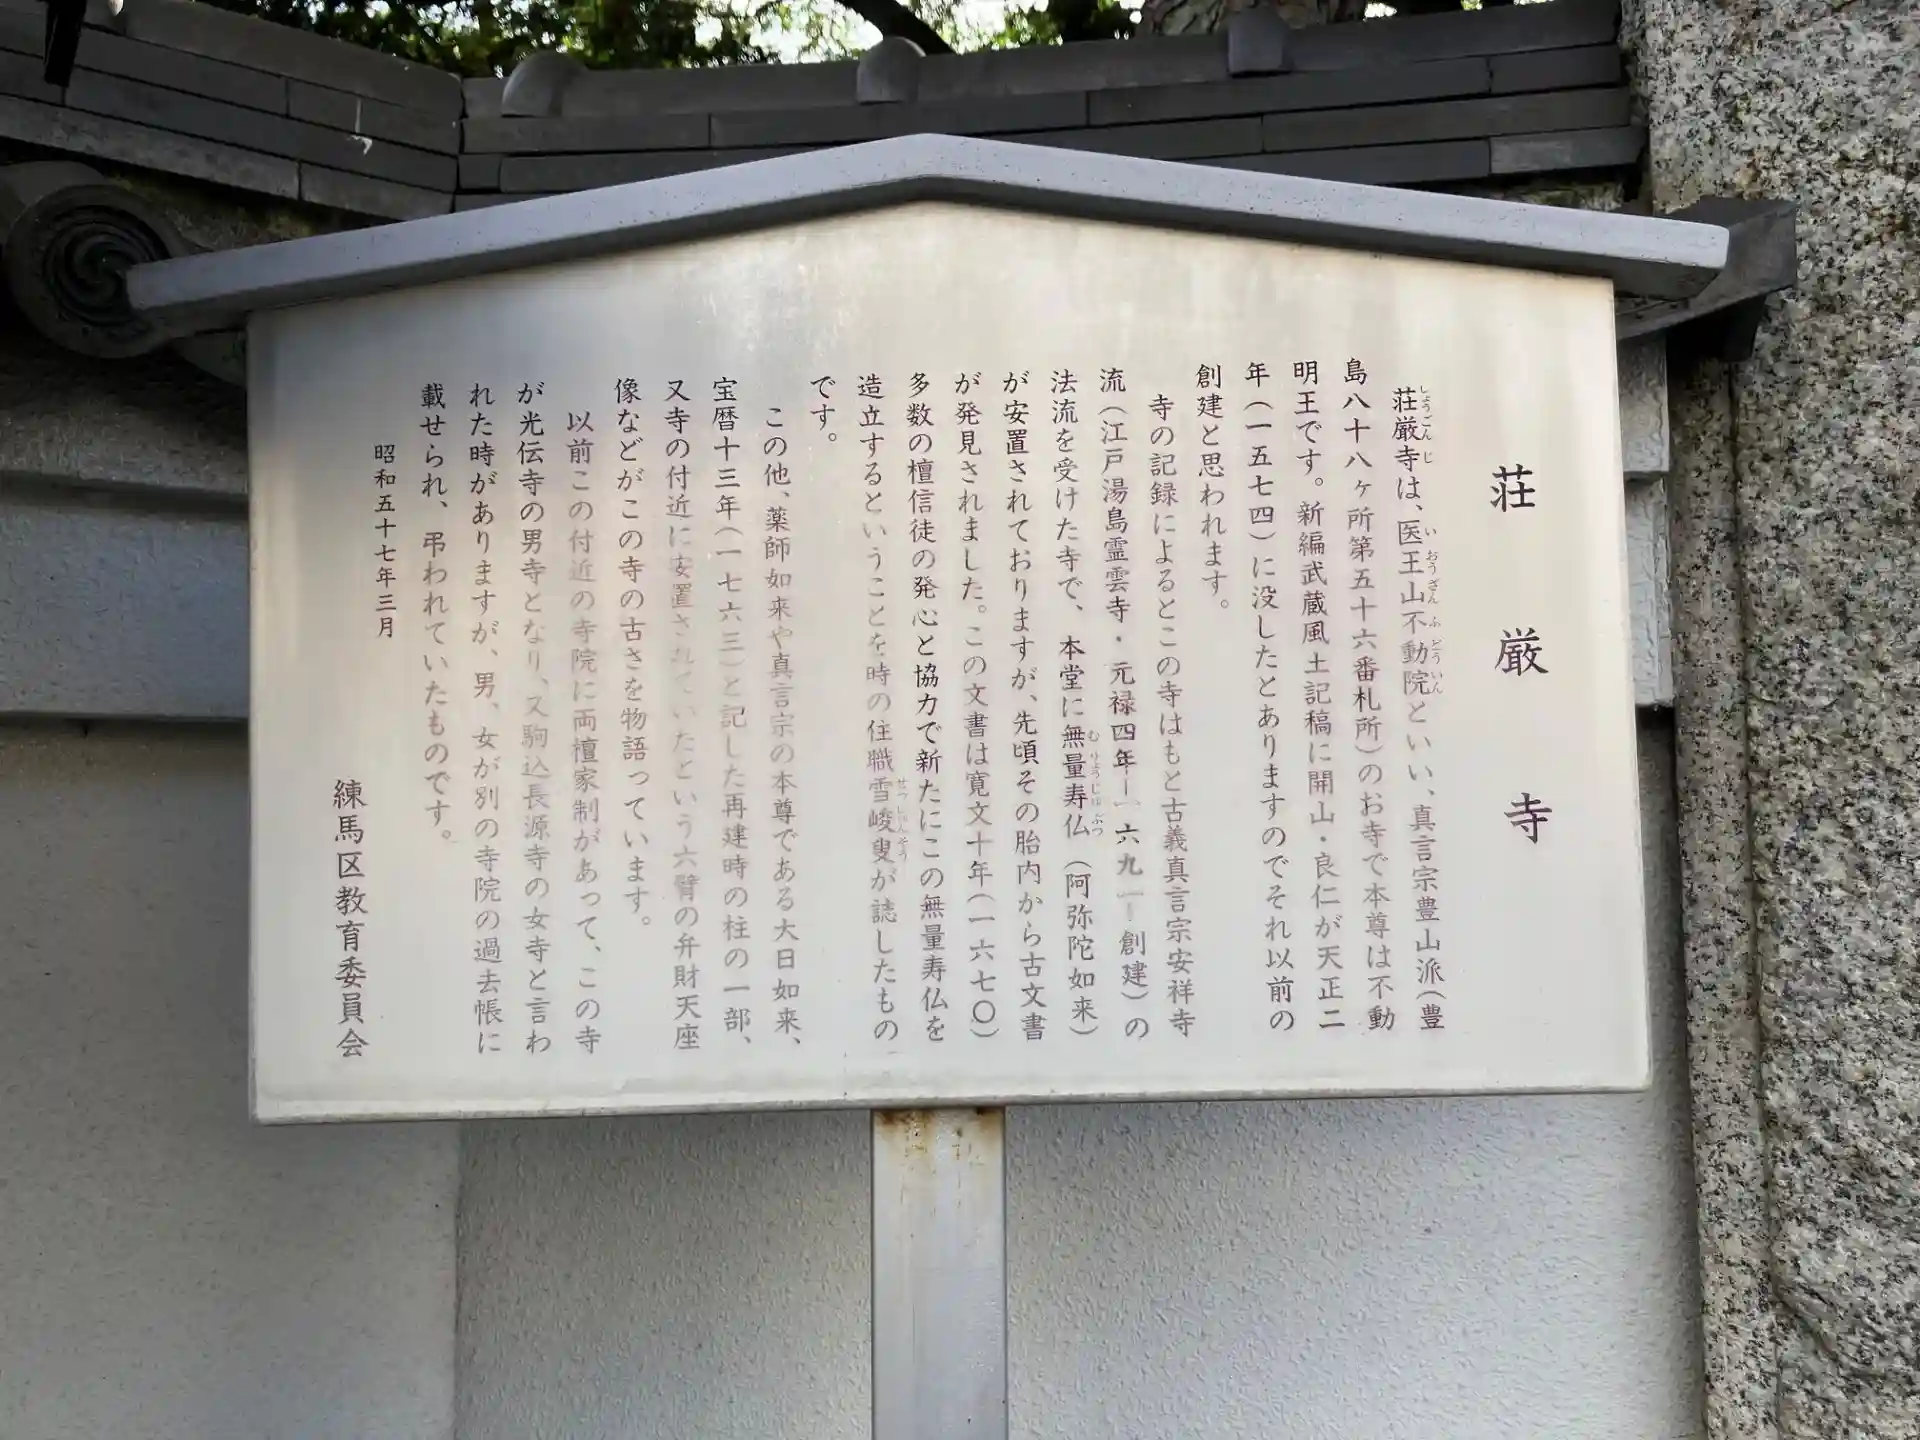 荘厳寺
荘厳寺は、医王山不動院といい、真言宗豊山派(豊
島八十八ヶ所第五十六番札所)のお寺で本尊は不動
明王です。新編武蔵風土記稿に開山・良仁が天正二
年(一五七四)に没したとありますのでそれ以前の
創建と思われます。
寺の記録によるとこの寺はもと古義真言宗安祥寺
流(江戸湯島霊雲寺・元禄四年ー一六九一ー創建)の
法流を受けた寺で、本堂に無量寿仏(阿弥陀如来)
が安置されておりますが、先頃その胎内から古文書
が発見されました。この文書は寛文十年(一六七〇)
多数の檀信徒の発心と協力で新たにこの無量寿仏を
造立するということを時の住職雪峻叟が誌したもの
です。
この他、薬師如来や真言宗の本尊である大日如来、
宝暦十三年(一七六三)と記した再建時の柱の一部、
又寺の付近に安置されていたという六臂の弁財天座
像などがこの寺の古さを物語っています。
以前この付近の寺院に両檀家制があって、この寺
が光伝寺の男寺となり、又駒込長源寺の女寺と言わ
れた時がありますが、男、女が別の寺院の過去帳に
載せられ、弔われていたものです。
昭和五十七年三月
練馬区教育委員会